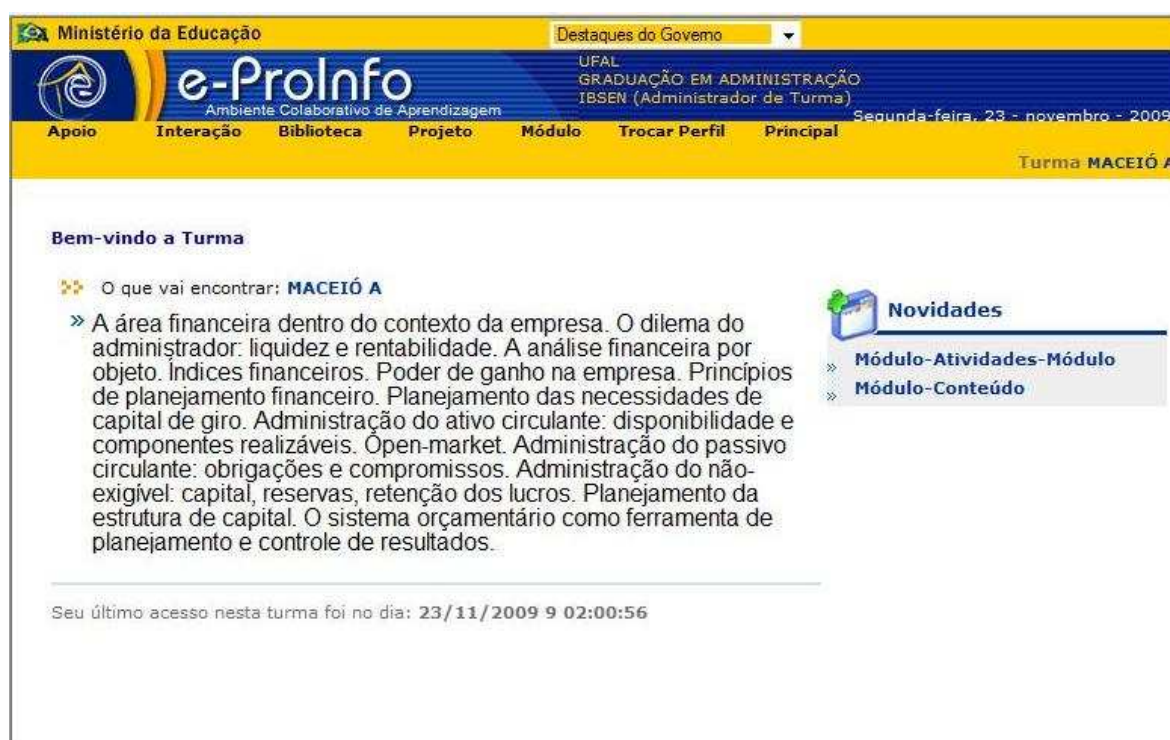 Ministério da Educação
Destaques do Governo
e-ProInfo
Ambiente Colaborativo de Aprendizagem
UFAL
GRADUAÇÃO EM ADMINISTRAÇÃO
IBSEN (Administrador de Turma)
Segunda-feira, 23 - novembro - 2009
Apoio Interação Biblioteca Projeto Módulo Trocar Perfil Principal
Turma MACEIÓ A
Bem-vindo a Turma
O que vai encontrar: MACEIÓ A
» A área financeira dentro do contexto da empresa. O dilema do
administrador: liquidez e rentabilidade. A análise financeira por
objeto. Índices financeiros. Poder de ganho na empresa. Princípios
de planejamento financeiro. Planejamento das necessidades de
capital de giro. Administração do ativo circulante: disponibilidade e
componentes realizáveis. Open-market. Administração do passivo
circulante: obrigações e compromissos. Administração do não-
exigível: capital, reservas, retenção dos lucros. Planejamento da
estrutura de capital. O sistema orçamentário como ferramenta de
planejamento e controle de resultados.
Novidades
» Módulo-Atividades-Módulo
» Módulo-Conteúdo
Seu último acesso nesta turma foi no dia: 23/11/2009 9 02:00:56